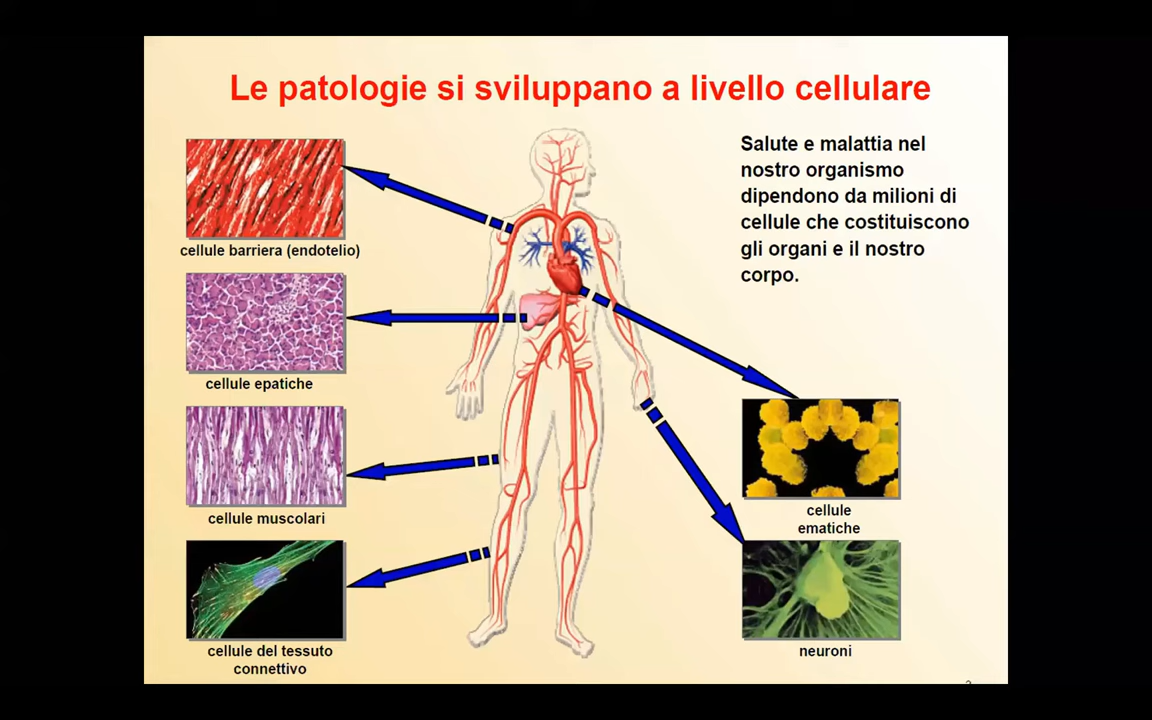 Le patologie si sviluppano a livello cellulare
Salute e malattia nel
nostro organismo
dipendono da milioni di
cellule che costituiscono
gli organi e il nostro
corpo.
cellule barriera (endotelio)
cellule epatiche
cellule muscolari
cellule del tessuto
connettivo
cellule
ematiche
neuroni